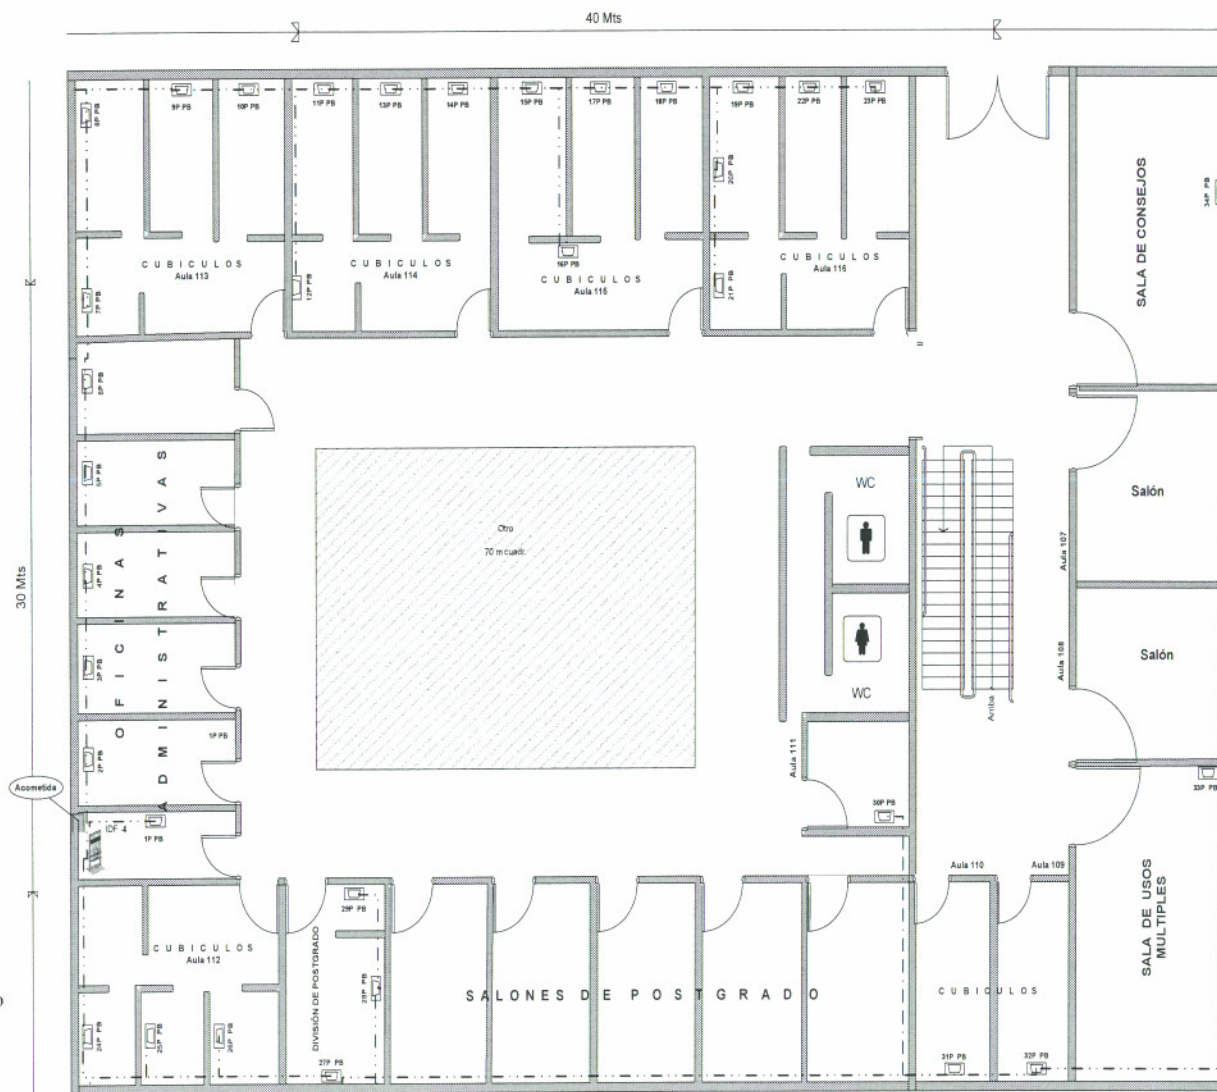 40 Mts
9P PB
10P PB
11P PB
13P PB
14P PB
15P PB
17P PB
18P PB
19P PB
22P PB
23P PB
8P PB
20P PB
SALA DE CONSEJOS
34P PB
CUBICULOS
Aula 113
CUBICULOS
Aula 114
16P PB
CUBICULOS
Aula 115
CUBICULOS
Aula 116
7P PB
12P PB
21P PB
6P PB
5P PB
4P PB
3P PB
2P PB
OFICINAS
ADMINISTRATIVAS
30 Mts
Otro
70 m cuadr.
WC
WC
Arriba
Salón
Aula 107
Salón
Aula 108
1P PB
Acometida
IDF -4
1P PB
Aula 111
30P PB
33P PB
Aula 110
Aula 109
CUBICULOS
Aula 112
29P PB
DIVISIÓN DE POSTGRADO
28P PB
SALONES DE POSTGRADO
CUBICULOS
SALA DE USOS
MULTIPLES
24P PB
25P PB
26P PB
27P PB
31P PB
32P PB